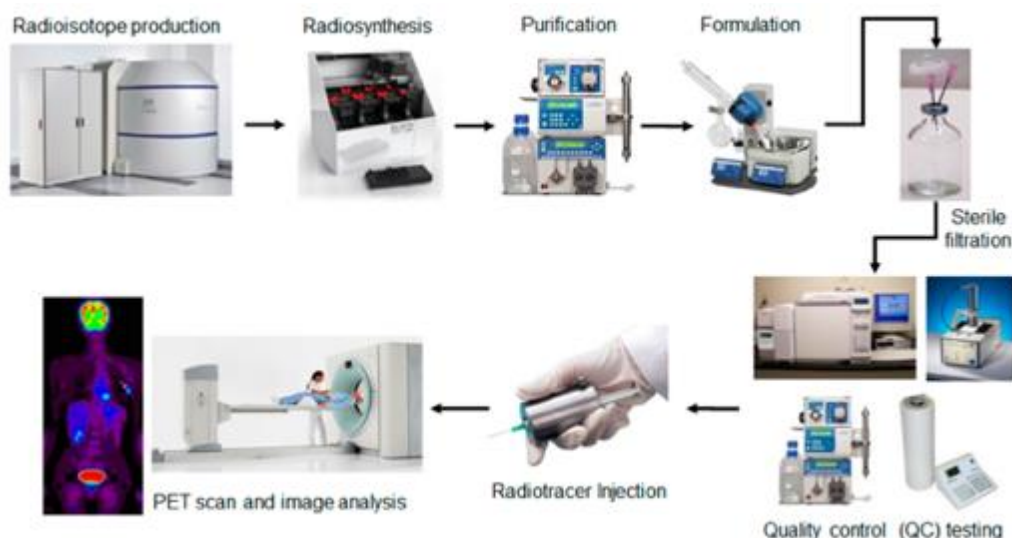 Radioisotope production
Radiosynthesis
Purification
Formulation
Sterile
filtration
Quality control (QC) testing
Radiotracer Injection
PET scan and image analysis